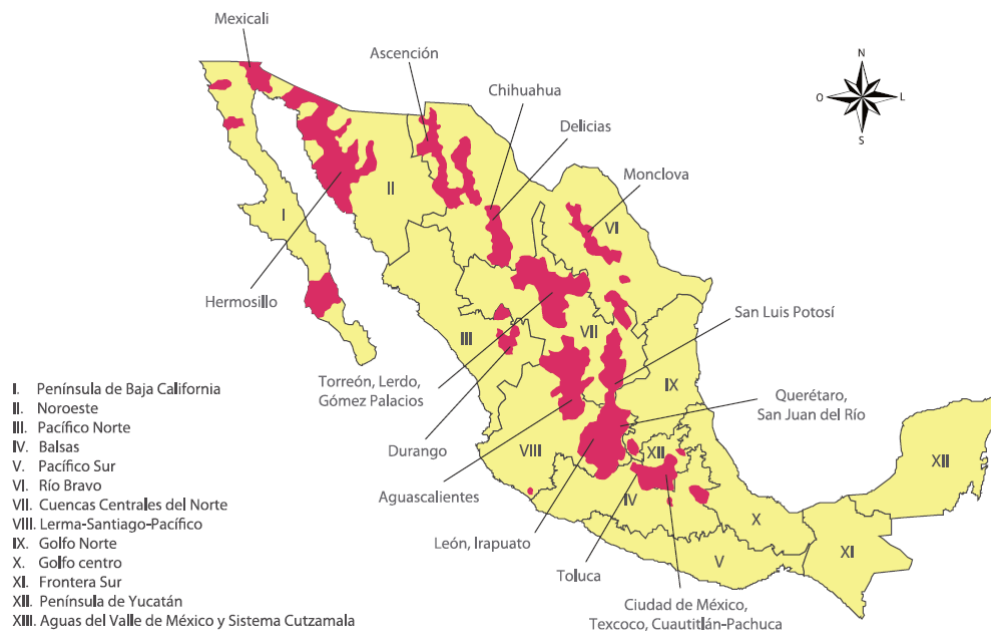 Mexicali
Ascención
Chihuahua
Delicias
Monclova
N
O
L
S
I
II
VI
Hermosillo
III
VII
San Luis Potosí
IX
Torreón, Lerdo,
Gómez Palacios
Querétaro,
San Juan del Río
Durango
VIII
XII
XII
Aguascalientes
IV
León, Irapuato
X
XI
Toluca
V
Ciudad de México,
Texcoco, Cuautitlán-Pachuca
I. Península de Baja California
II. Noroeste
III. Pacífico Norte
IV. Balsas
V. Pacífico Sur
VI. Río Bravo
VII. Cuencas Centrales del Norte
VIII. Lerma-Santiago-Pacífico
IX. Golfo Norte
X. Golfo centro
XI. Frontera Sur
XII. Península de Yucatán
XIII. Aguas del Valle de México y Sistema Cutzamala